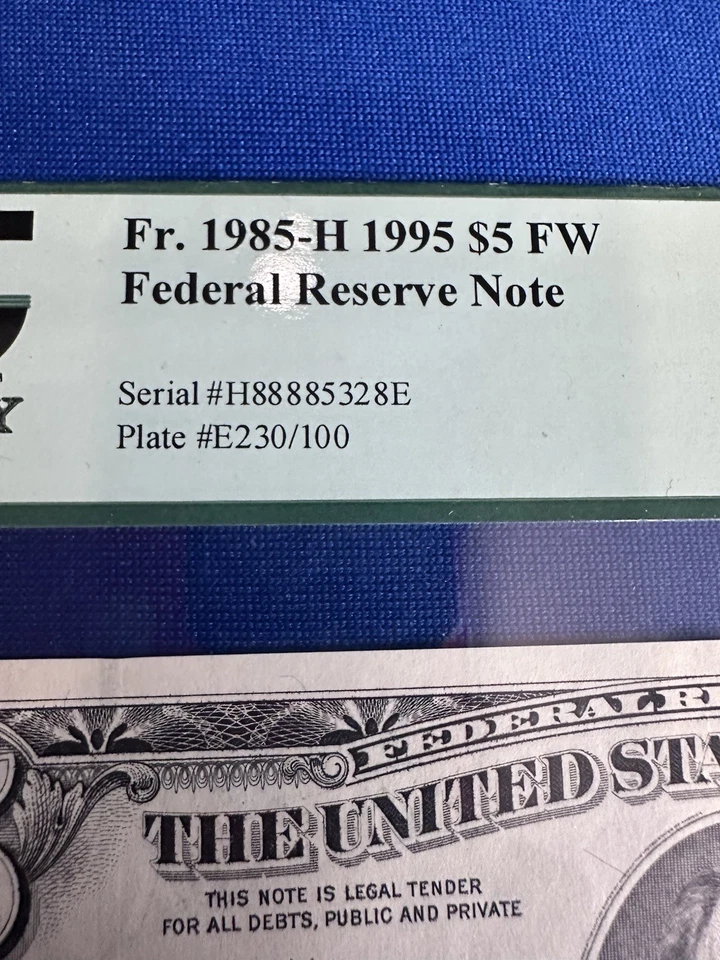 Fr. 1985-H 1995 $5 FW
Federal Reserve Note
Serial #H88885328E
Plate #E230/100
FEDERAL
THE UNITED
THIS NOTE IS LEGAL TENDER
FOR ALL DEBTS, PUBLIC AND PRIVATE